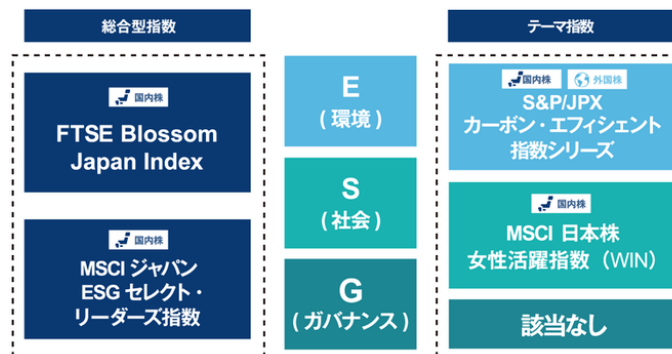 総合型指数
国内株
FTSE Blossom
Japan Index
国内株
MSCI ジャパン
ESG セレクト・
リーダーズ指数
E
(環境)
S
(社会)
G
(ガバナンス)
テーマ指数
国内株 外国株
S&P/JPX
カーボン・エフィシェント
指数シリーズ
国内株
MSCI 日本株
女性活躍指数（WIN）
該当なし